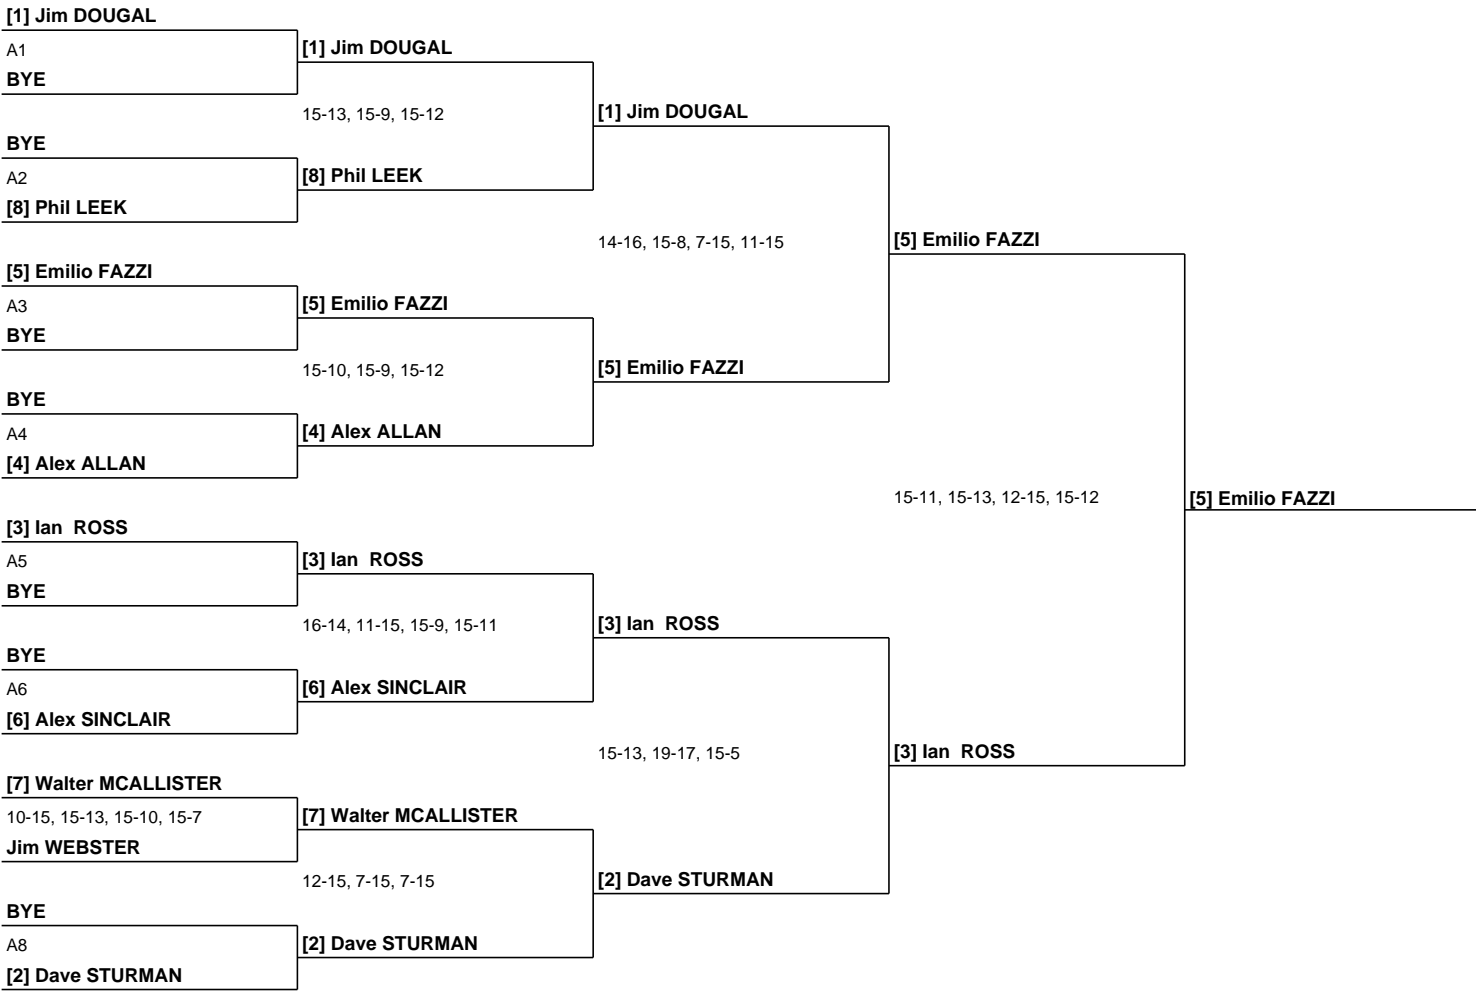 [1] Jim DOUGAL
A1
BYE
BYE
A2
[8] Phil LEEK
[5] Emilio FAZZI
A3
BYE
BYE
A4
[4] Alex ALLAN
[3] Ian  ROSS
A5
BYE
BYE
A6
[6] Alex SINCLAIR
[7] Walter MCALLISTER
10-15, 15-13, 15-10, 15-7
Jim WEBSTER
BYE
A8
[2] Dave STURMAN
[1] Jim DOUGAL
15-13, 15-9, 15-12
[8] Phil LEEK
[5] Emilio FAZZI
15-10, 15-9, 15-12
[4] Alex ALLAN
[3] Ian  ROSS
16-14, 11-15, 15-9, 15-11
[6] Alex SINCLAIR
[7] Walter MCALLISTER
12-15, 7-15, 7-15
[2] Dave STURMAN
[1] Jim DOUGAL
14-16, 15-8, 7-15, 11-15
[5] Emilio FAZZI
[3] Ian  ROSS
15-13, 19-17, 15-5
[2] Dave STURMAN
[5] Emilio FAZZI
15-11, 15-13, 12-15, 15-12
[3] Ian  ROSS
[5] Emilio FAZZI